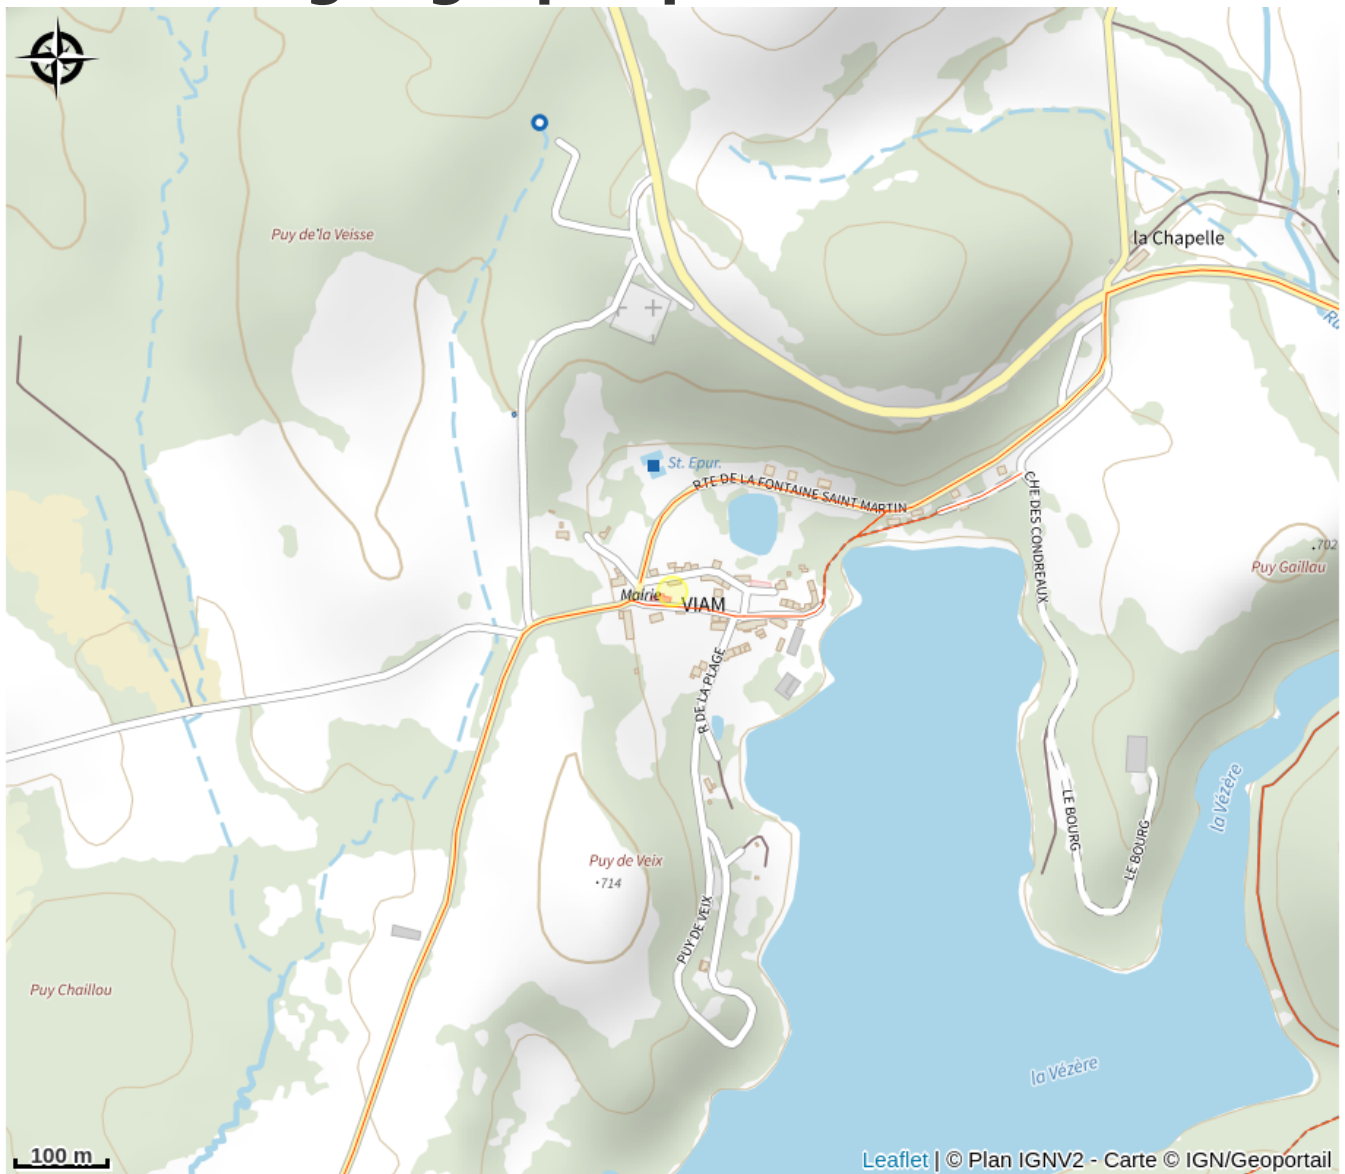 Puy de la Veisse
la Chapelle
St. Epur.
RTE DE LA FONTAINE SAINT MARTIN
CHE DES CONDREAUX
702
Puy Gaillau
Mairie
VIAM
R DE LA PLAGE
la Vézère
LE BOURG
LE BOURG
Puy de Veix
714
PUY DE VEIX
Puy Chaillou
la Vézère
100 m
Leaflet | © Plan IGNV2 - Carte © IGN/Geoportail